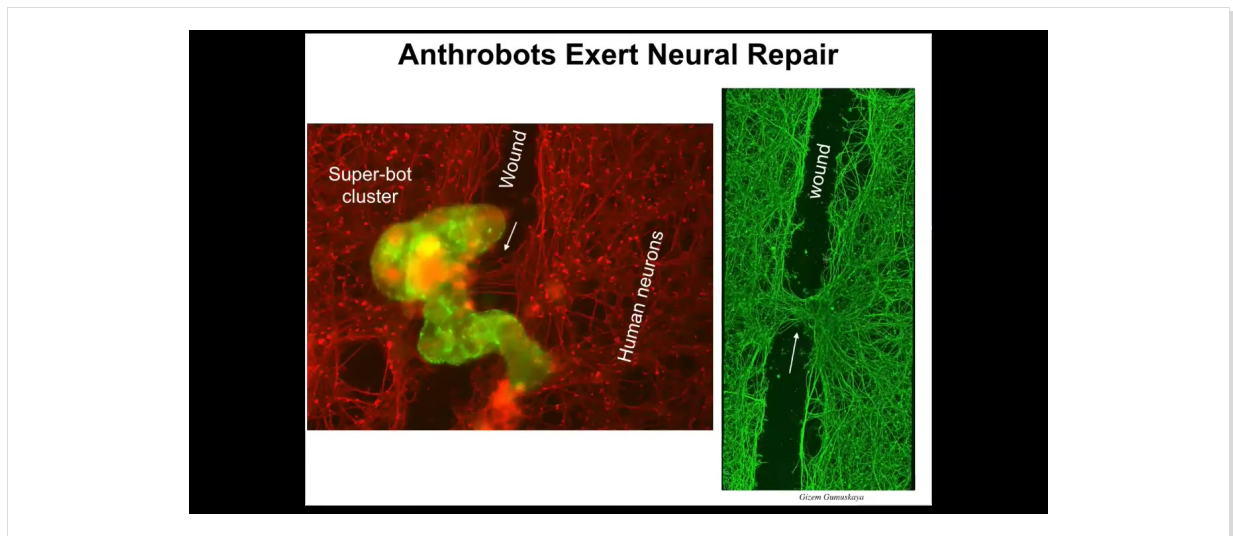 Anthrobots Exert Neural Repair
Super-bot
cluster
Wound
Human neurons
wound
Gizem Gumuskaya